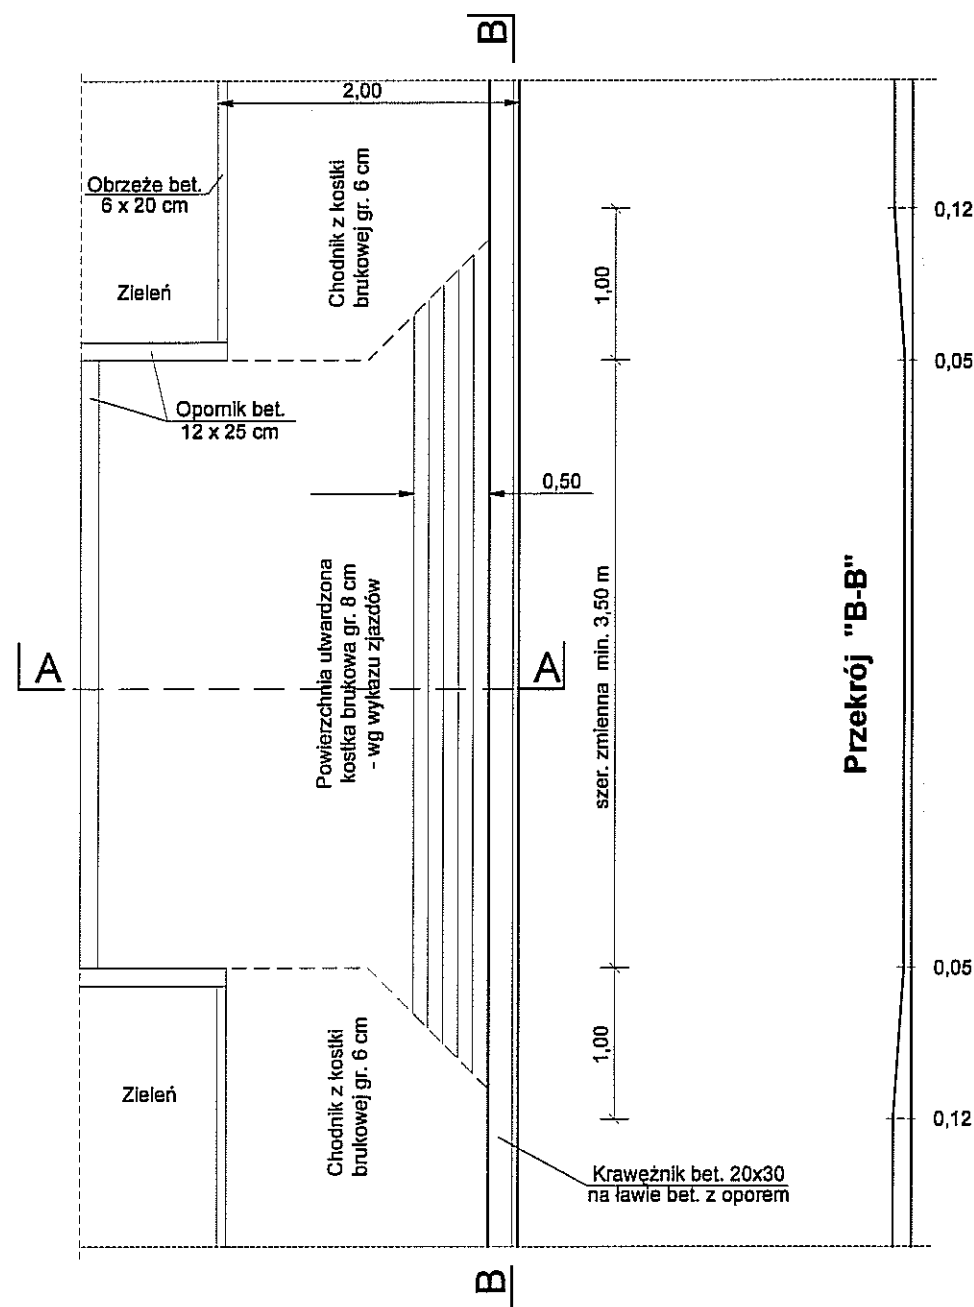 B
2,00
Obrzeże bet.
6 x 20 cm
Chodnik z kostki
brukowej gr. 6 cm
Zieleń
0,12
1,00
0,05
Opornik bet.
12 x 25 cm
0,50
Powierzchnia utwardzona
kostka brukowa gr. 8 cm
- wg wykazu zjazdów
szer. zmienna min. 3,50 m
Przekrój "B-B"
A
A
0,05
1,00
Chodnik z kostki
brukowej gr. 6 cm
Zieleń
0,12
Krawężnik bet. 20x30
na ławie bet. z oporem
B